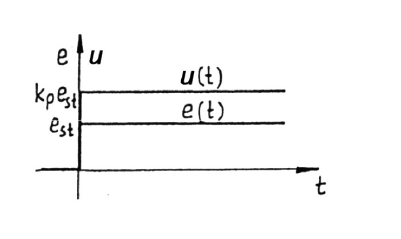 e u
u(t)
kₚeₛₜ
e(t)
eₛₜ
t